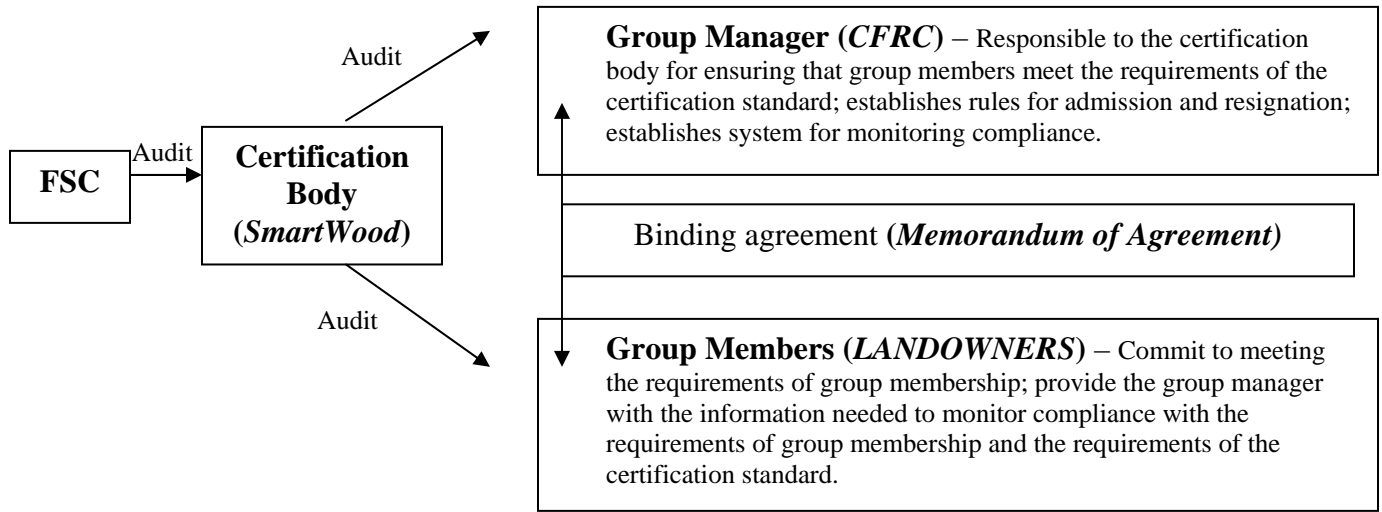 FSC
Audit
Certification
Body
(SmartWood)
Audit
Group Manager (CFRC) – Responsible to the certification
body for ensuring that group members meet the requirements of the
certification standard; establishes rules for admission and resignation;
establishes system for monitoring compliance.
Binding agreement (Memorandum of Agreement)
Audit
Group Members (LANDOWNERS) – Commit to meeting
the requirements of group membership; provide the group manager
with the information needed to monitor compliance with the
requirements of group membership and the requirements of the
certification standard.